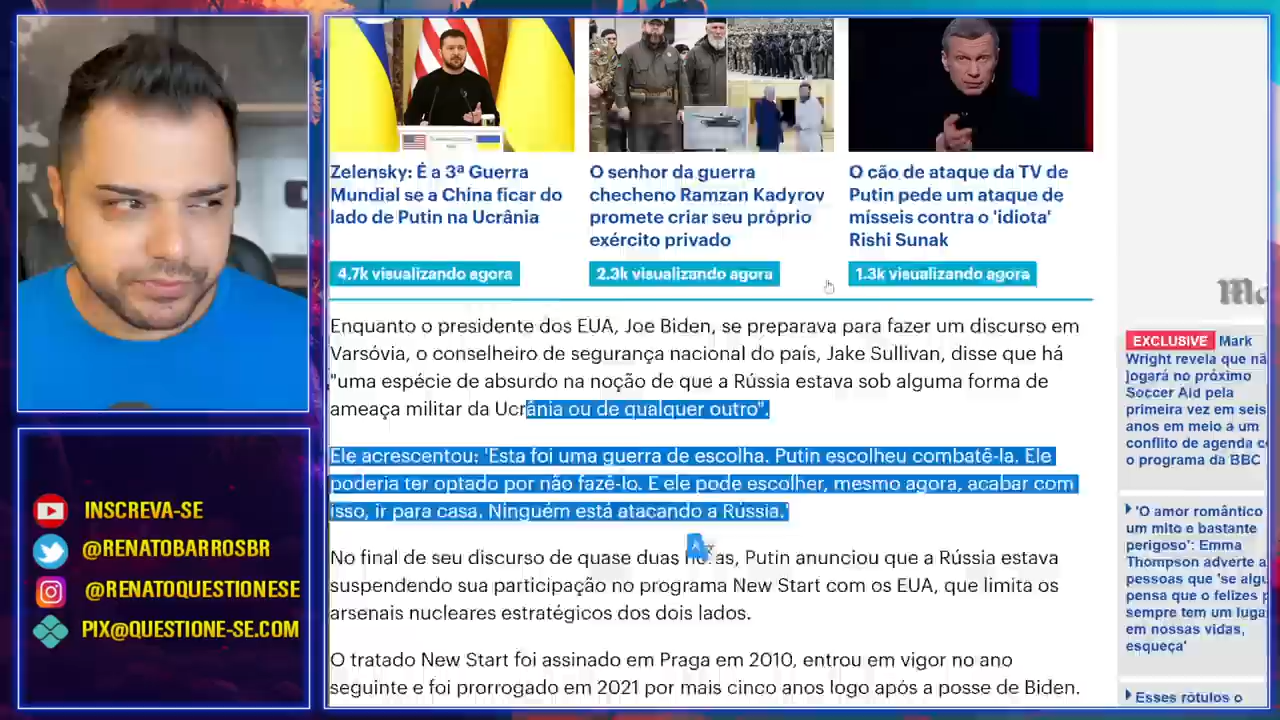 Zelensky: É a 3ª Guerra
Mundial se a China ficar do
lado de Putin na Ucrânia
4.7k visualizando agora
O senhor da guerra
checheno Ramzan Kadyrov
promete criar seu próprio
exército privado
2.3k visualizando agora
O cão de ataque da TV de
Putin pede um ataque de
mísseis contra o 'idiota'
Rishi Sunak
1.3k visualizando agora
Enquanto o presidente dos EUA, Joe Biden, se preparava para fazer um discurso em
Varsóvia, o conselheiro de segurança nacional do país, Jake Sullivan, disse que há
"uma espécie de absurdo na noção de que a Rússia estava sob alguma forma de
ameaça militar da Ucrânia ou de qualquer outro".
Ele acrescentou: 'Esta foi uma guerra de escolha. Putin escolheu combatê-la. Ele
poderia ter optado por não fazê-lo. E ele pode escolher, mesmo agora, acabar com
isso, ir para casa. Ninguém está atacando a Rússia.'
No final de seu discurso de quase duas horas, Putin anunciou que a Rússia estava
suspendendo sua participação no programa New Start com os EUA, que limita os
arsenais nucleares estratégicos dos dois lados.
O tratado New Start foi assinado em Praga em 2010, entrou em vigor no ano
seguinte e foi prorrogado em 2021 por mais cinco anos logo após a posse de Biden.
EXCLUSIVE Mark
Wright revela que nã
jogará no próximo
Soccer Aid pela
primeira vez em seis
anos em meio a um
conflito de agenda c
o programa da BBC
'O amor romântico
um mito e bastante
perigoso': Emma
Thompson adverte a
pessoas que 'se algu
pensa que o felizes p
sempre tem um luga
em nossas vidas,
esqueça'
Esses rótulos o
INSCREVA-SE
@RENATOBARROSBR
@RENATOQUESTIONESE
PIX@QUESTIONE-SE.COM